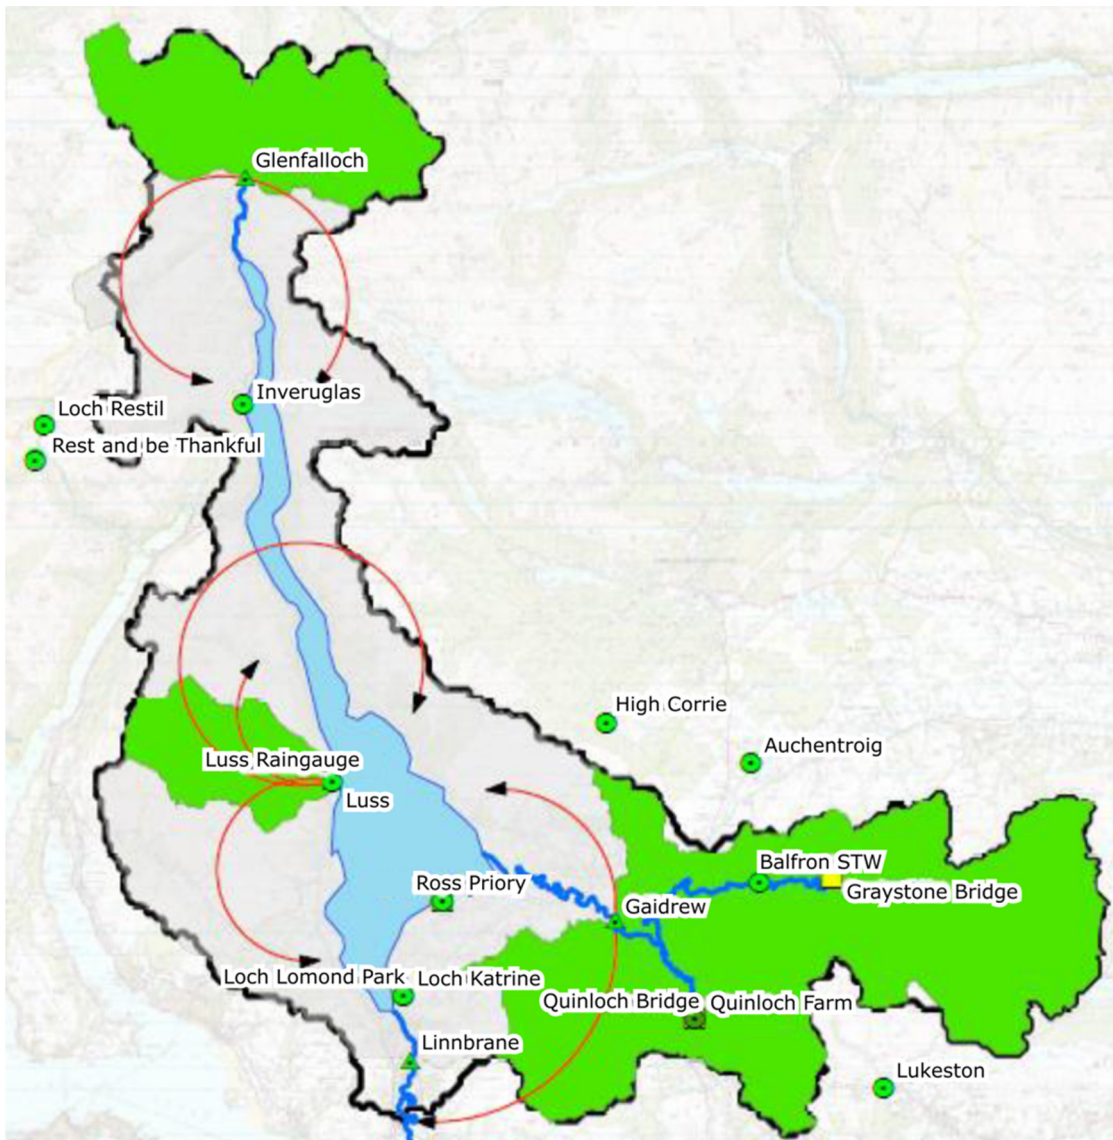 Glenfalloch
Inveruglas
Loch Restil
Rest and be Thankful
High Corrie
Auchentroig
Luss Raingauge
Luss
Balfron STW
Ross Priory
Graystone Bridge
Gaidrew
Loch Lomond Park
Loch Katrine
Quinloch Bridge
Quinloch Farm
Linnbrane
Lukeston